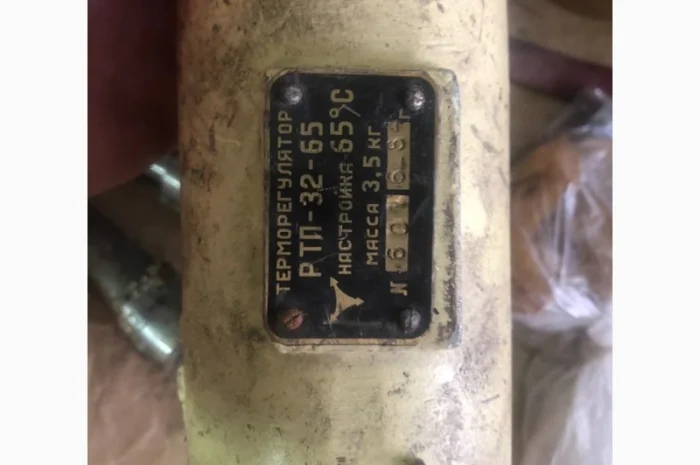 ТЕРМОРЕГУЛЯТОР
РТП-32-65
НАСТРОЙКА-65°С
МАССА 3,5 КГ